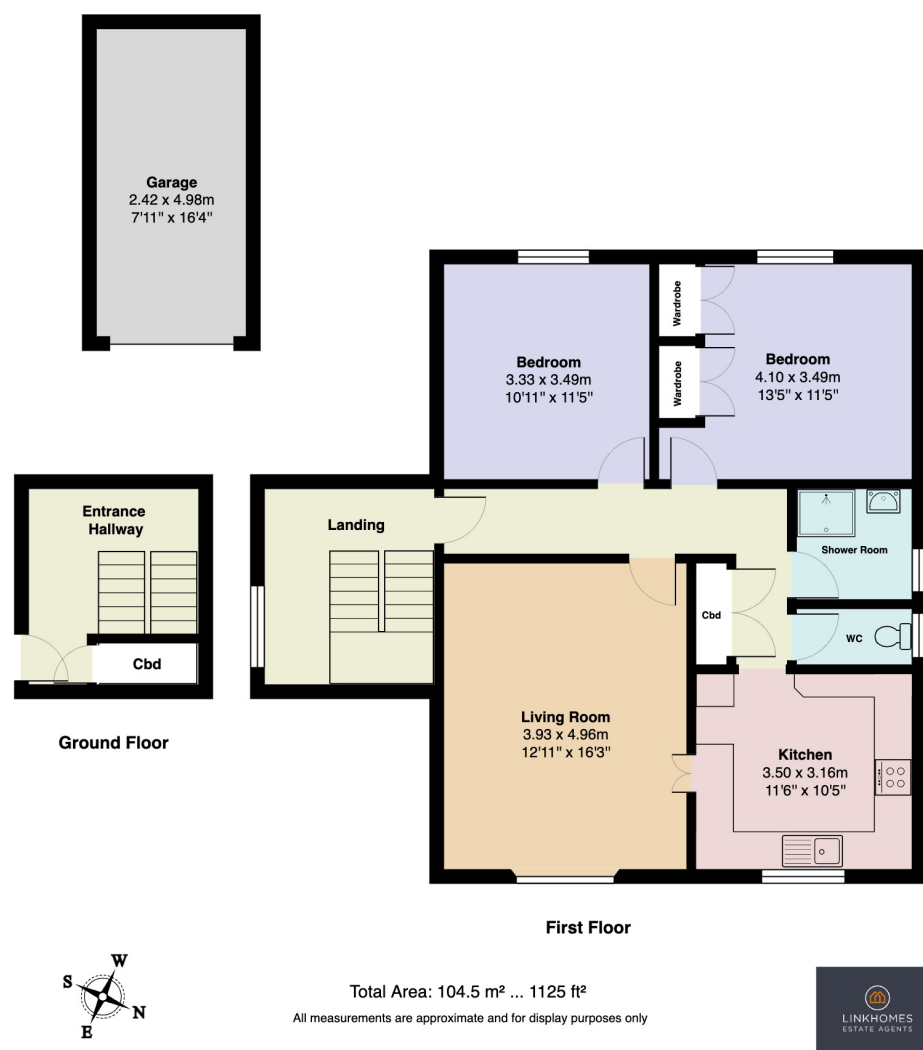 Garage
2.42 x 4.98m
7'11" x 16'4"
Bedroom
3.33 x 3.49m
10'11" x 11'5"
Wardrobe
Wardrobe
Bedroom
4.10 x 3.49m
13'5" x 11'5"
Entrance
Hallway
Cbd
Ground Floor
Landing
Shower Room
Cbd
WC
Living Room
3.93 x 4.96m
12'11" x 16'3"
Kitchen
3.50 x 3.16m
11'6" x 10'5"
First Floor
W
S
N
E
Total Area: 104.5 m² ... 1125 ft²
All measurements are approximate and for display purposes only
LINKHOMES
ESTATE AGENTS